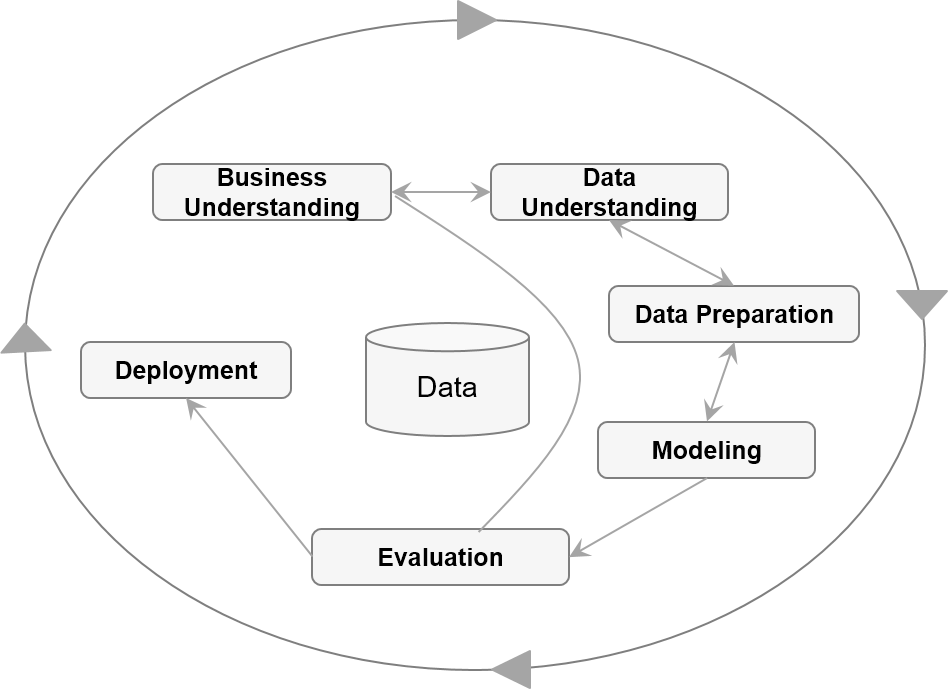 Business
Understanding
Data
Understanding
Data Preparation
Deployment
Data
Modeling
Evaluation